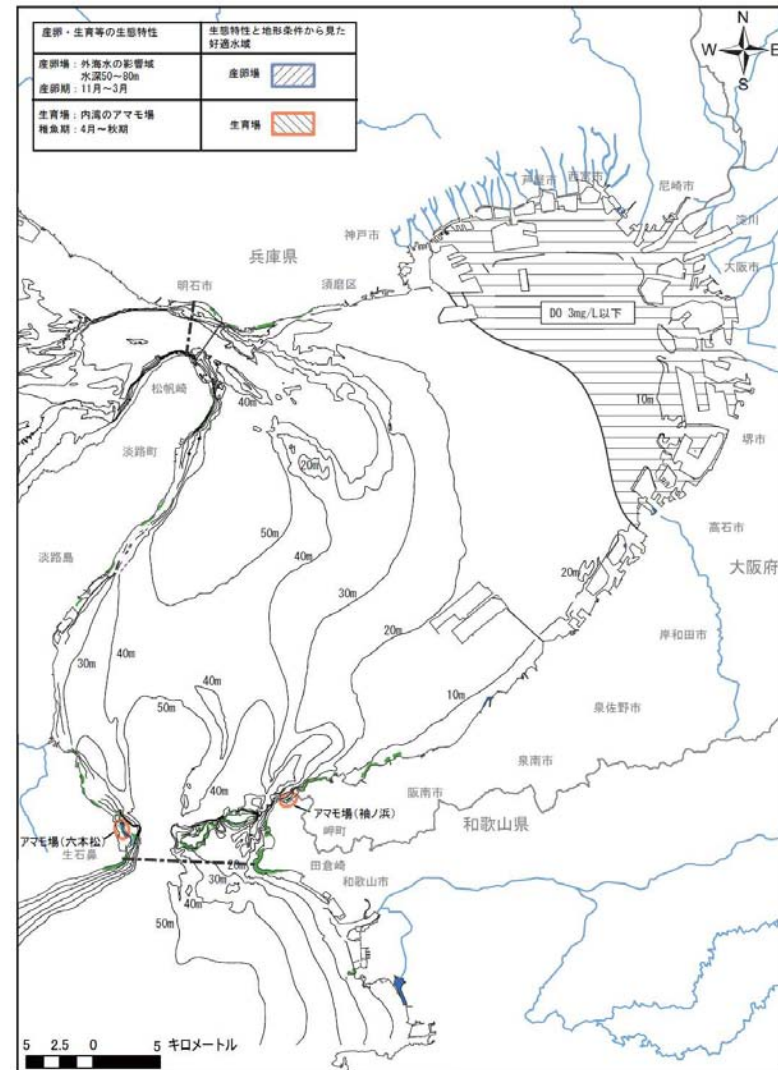 産卵・生育等の生態特性
生態特性と地形条件から見た
好適水域
産卵場：外海水の影響域
水深50～80m
産卵期：11月～3月
産卵場
生育場：内湾のアマモ場
稚魚期：4月～秋期
生育場
N
W
E
S
芦屋市
西宮市
尼崎市
淀川
神戸市
兵庫県
大阪市
明石市
須磨区
DO 3mg/L以下
松帆崎
40m
10m
淡路町
20m
堺市
50m
高石市
40m
淡路島
20m
大阪府
30m
20m
岸和田市
30m
40m
40m
10m
50m
泉佐野市
泉南市
40m
阪南市
アマモ場(袖ノ浜)
和歌山県
岬町
アマモ場(六本松)
生石鼻
20m
田倉崎
30m
和歌山市
40m
50m
5 2.5 0 5 キロメートル